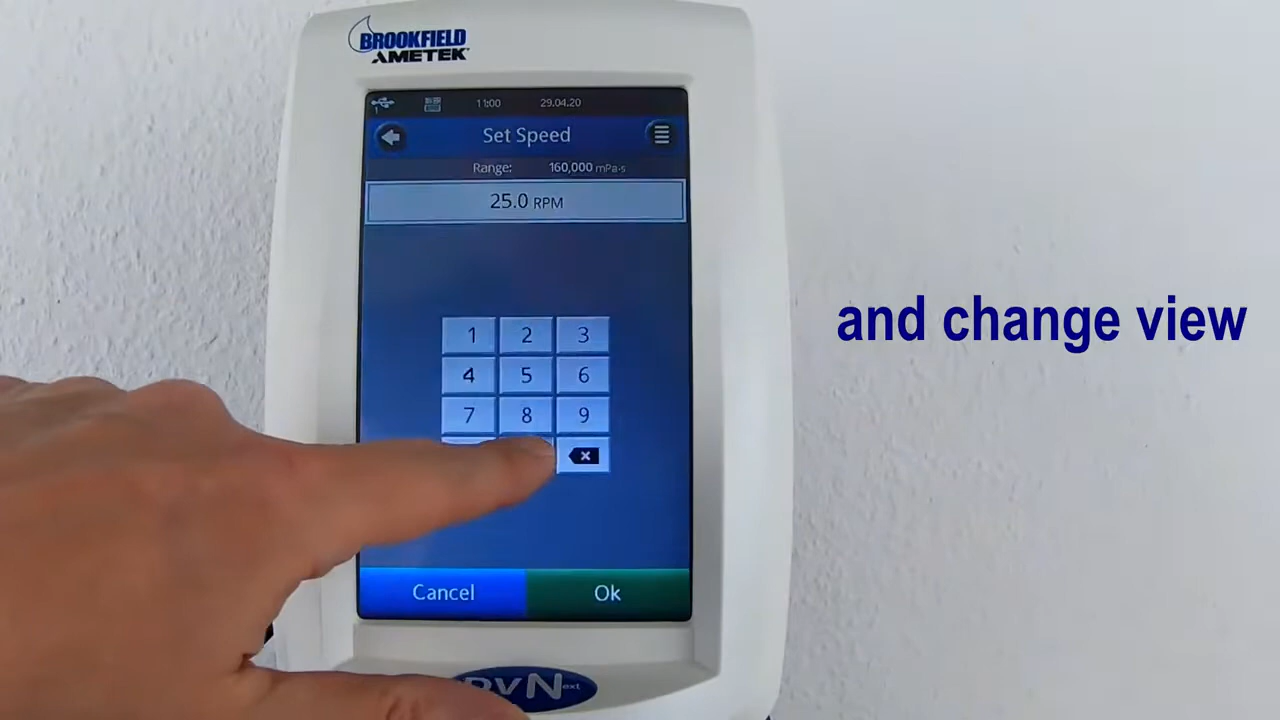 BROOKFIELD
AMETEK
1 11:00 29.04.20
Set Speed
Range: 160,000 mPa·s
25.0 RPM
1 2 3
4 5 6
7 8 9
Cancel Ok
and change view